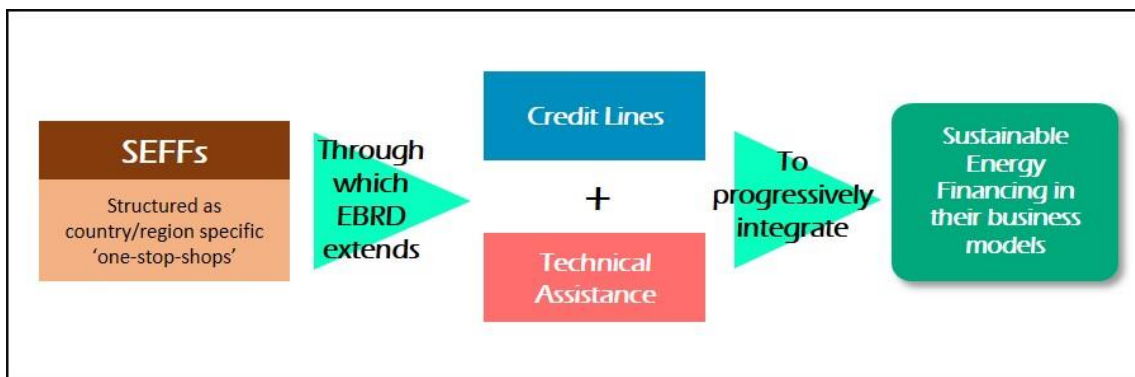 SEFFs
Structured as
country/region specific
‘one-stop-shops’
Through
which
EBRD
extends
Credit Lines
+
Technical
Assistance
To
progressively
integrate
Sustainable
Energy
Financing in
their business
models